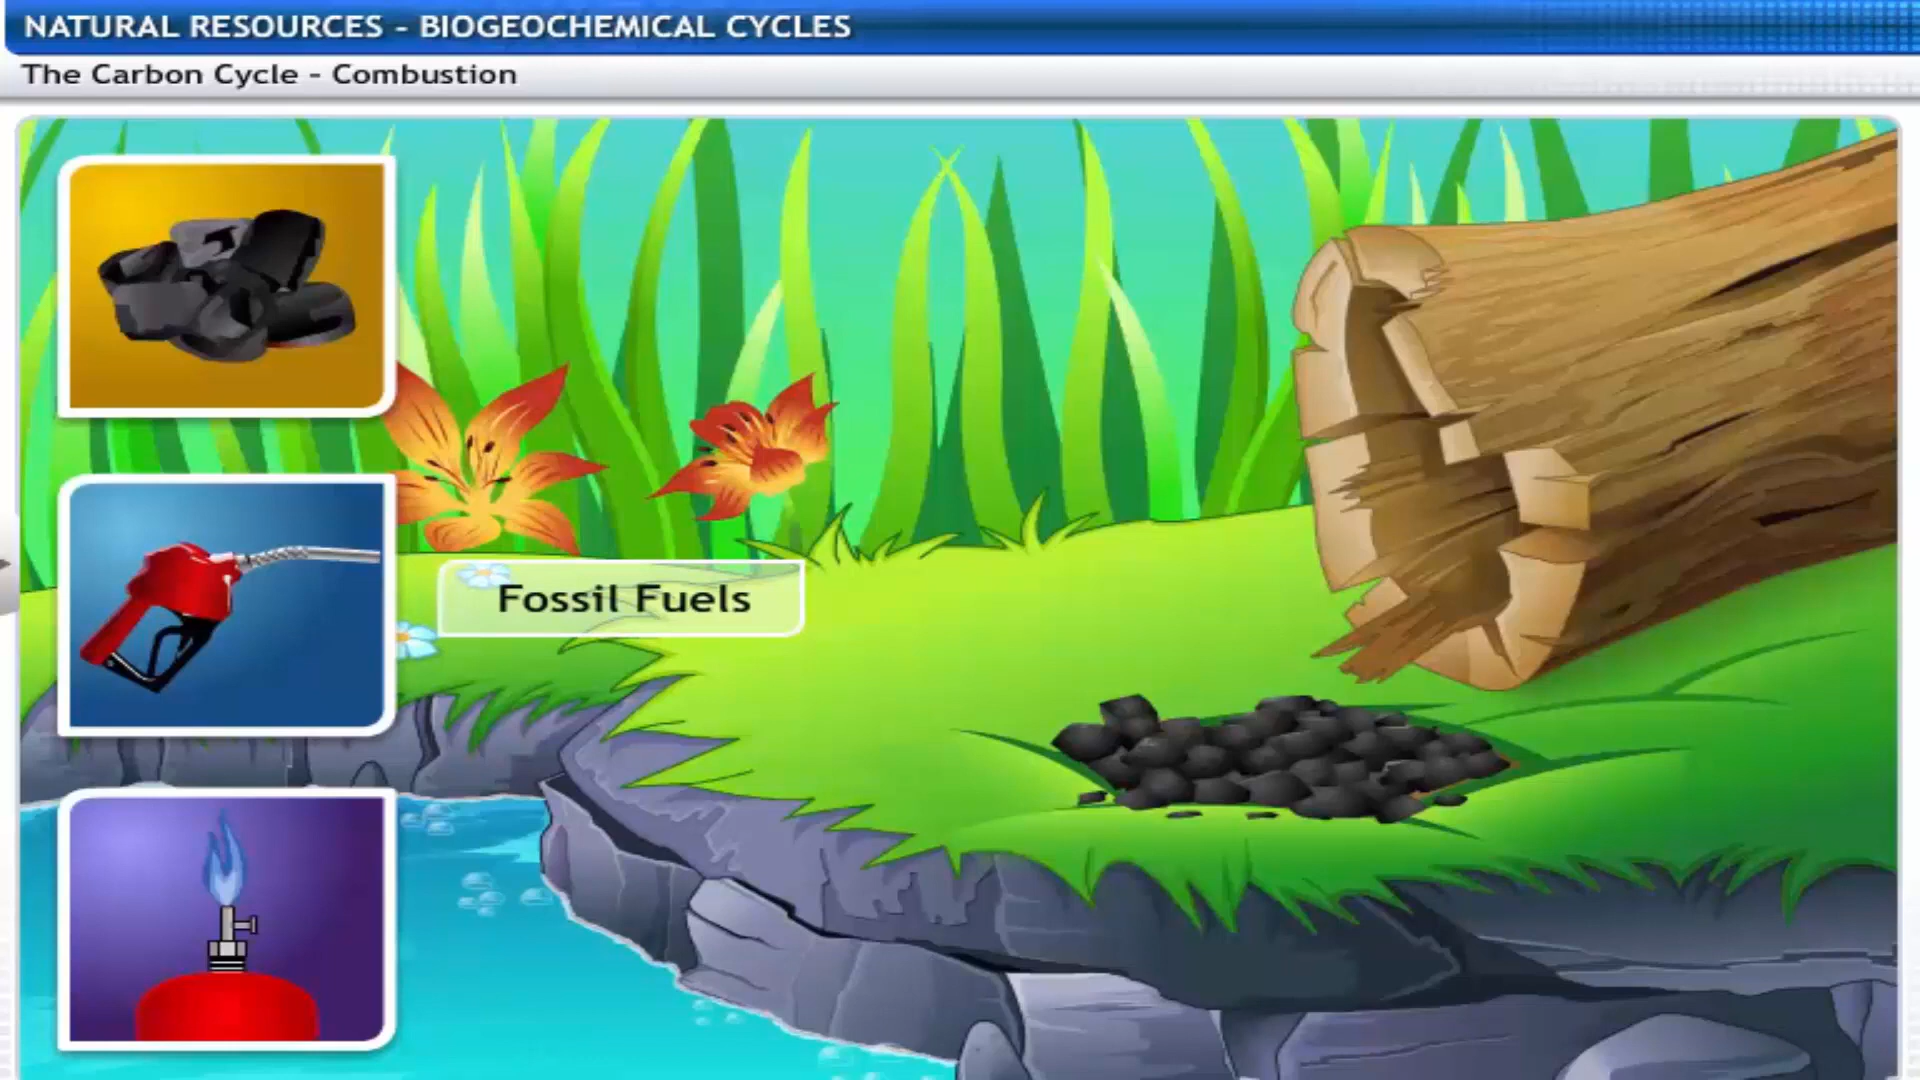 NATURAL RESOURCES - BIOGEOCHEMICAL CYCLES
The Carbon Cycle - Combustion
Fossil Fuels